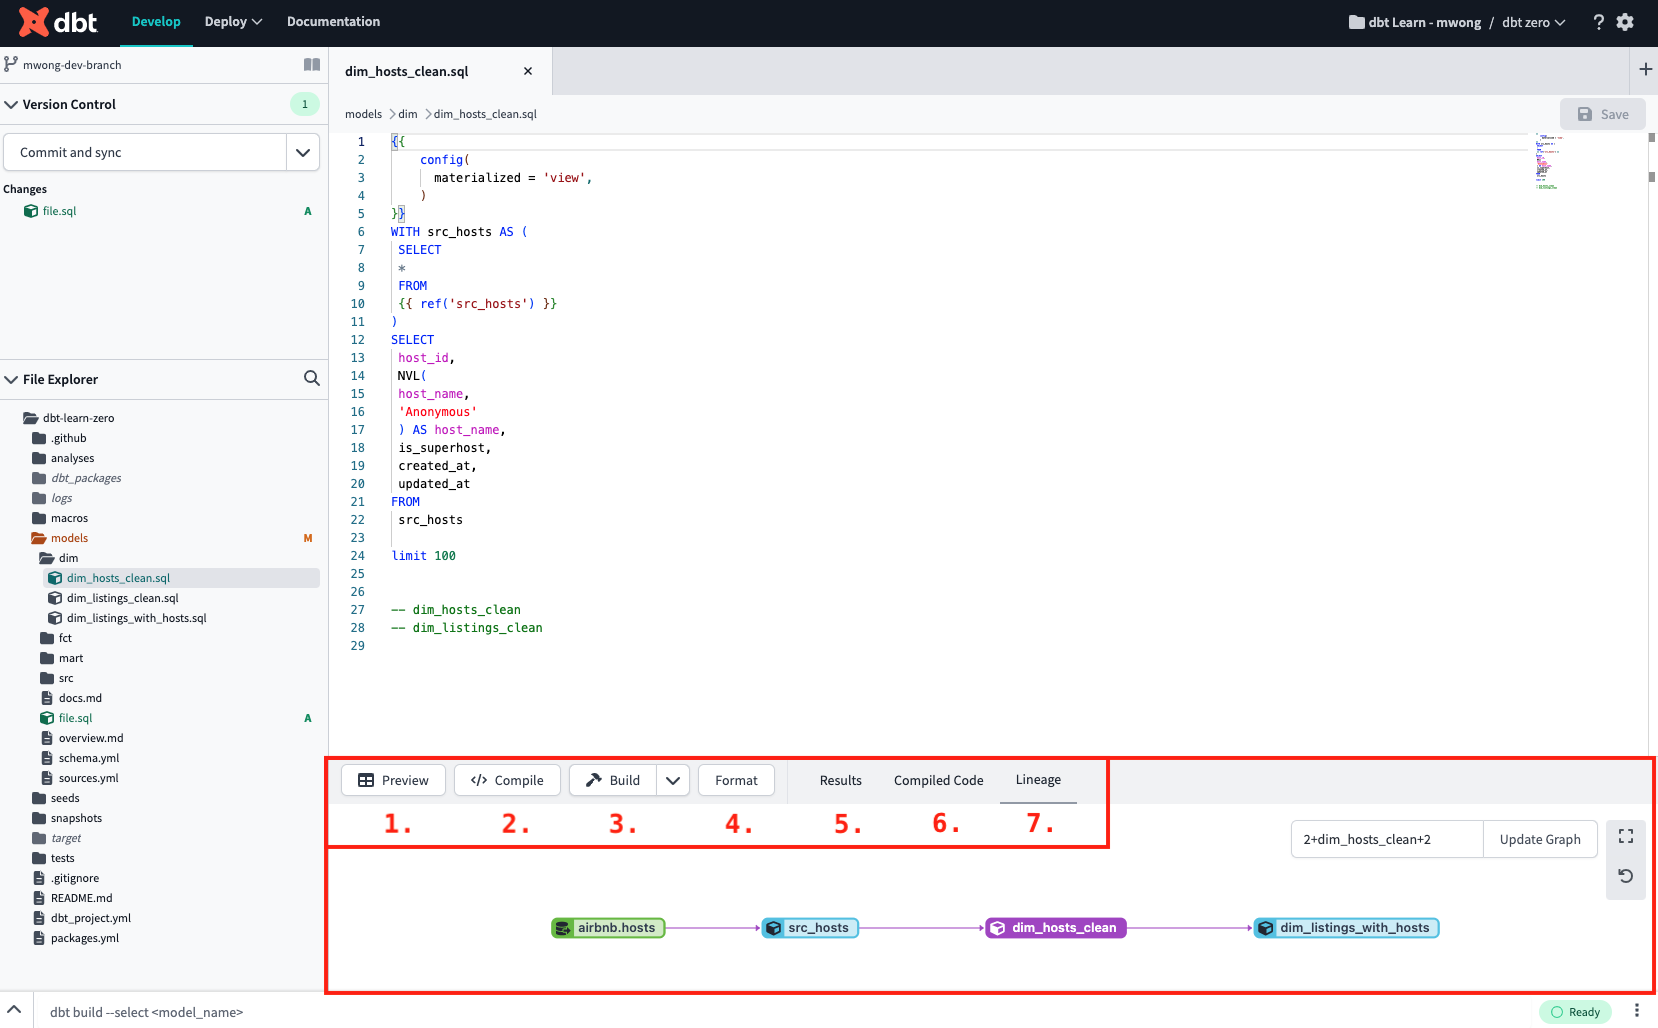 dbt Develop Deploy Documentation dbt Learn - mwong / dbt zero ?
mwong-dev-branch
Version Control 1
Commit and sync
Changes
file.sql A
File Explorer
dbt-learn-zero
.github
analyses
dbt_packages
logs
macros
models M
dim
dim_hosts_clean.sql
dim_listings_clean.sql
dim_listings_with_hosts.sql
fct
mart
src
docs.md
file.sql A
overview.md
schema.yml
sources.yml
seeds
snapshots
target
tests
.gitignore
README.md
dbt_project.yml
packages.yml
dim_hosts_clean.sql
models > dim > dim_hosts_clean.sql
Save
1 {{
2 config(
3 materialized = 'view',
4 )
5 }}
6 WITH src_hosts AS (
7 SELECT
8 *
9 FROM
10 {{ ref('src_hosts') }}
11 )
12 SELECT
13 host_id,
14 NVL(
15 host_name,
16 'Anonymous'
17 ) AS host_name,
18 is_superhost,
19 created_at,
20 updated_at
21 FROM
22 src_hosts
23
24 limit 100
25
26
27 -- dim_hosts_clean
28 -- dim_listings_clean
29
Preview </> Compile Build Format Results Compiled Code Lineage
1. 2. 3. 4. 5. 6. 7.
2+dim_hosts_clean+2 Update Graph
airbnb.hosts src_hosts dim_hosts_clean dim_listings_with_hosts
dbt build --select <model_name> Ready